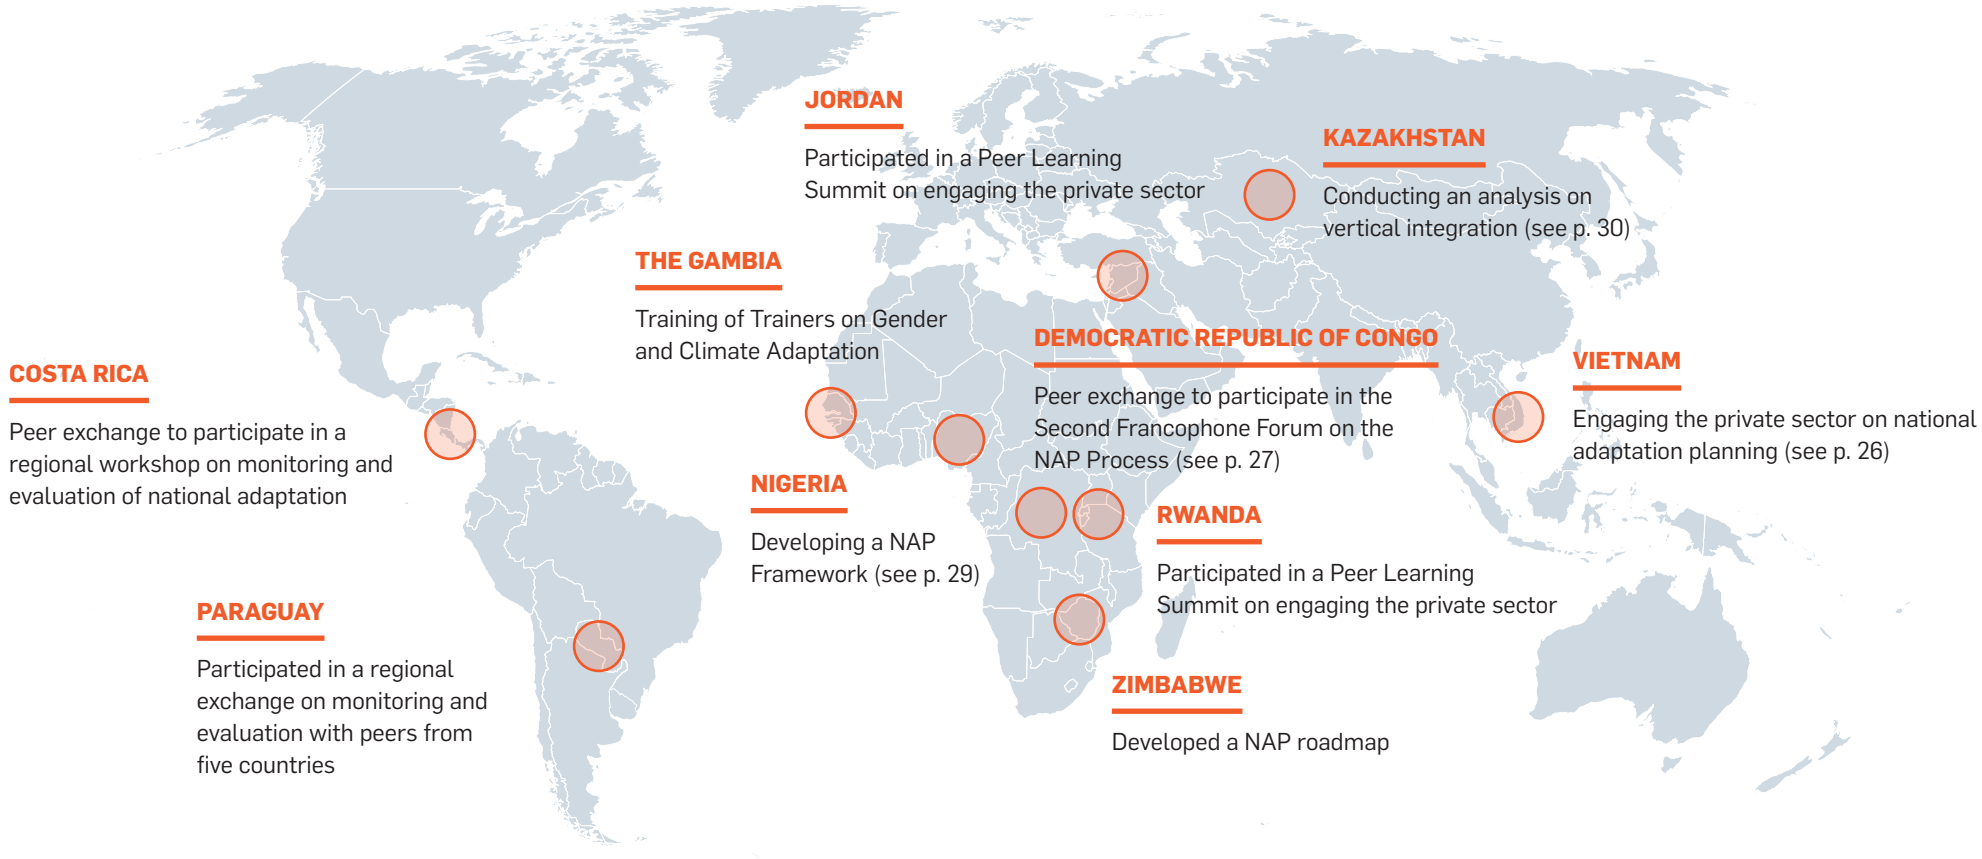 JORDAN
Participated in a Peer Learning
Summit on engaging the private sector
KAZAKHSTAN
Conducting an analysis on
vertical integration (see p. 30)
THE GAMBIA
Training of Trainers on Gender
and Climate Adaptation
DEMOCRATIC REPUBLIC OF CONGO
Peer exchange to participate in the
Second Francophone Forum on the
NAP Process (see p. 27)
VIETNAM
Engaging the private sector on national
adaptation planning (see p. 26)
COSTA RICA
Peer exchange to participate in a
regional workshop on monitoring and
evaluation of national adaptation
NIGERIA
Developing a NAP
Framework (see p. 29)
RWANDA
Participated in a Peer Learning
Summit on engaging the private sector
PARAGUAY
Participated in a regional
exchange on monitoring and
evaluation with peers from
five countries
ZIMBABWE
Developed a NAP roadmap